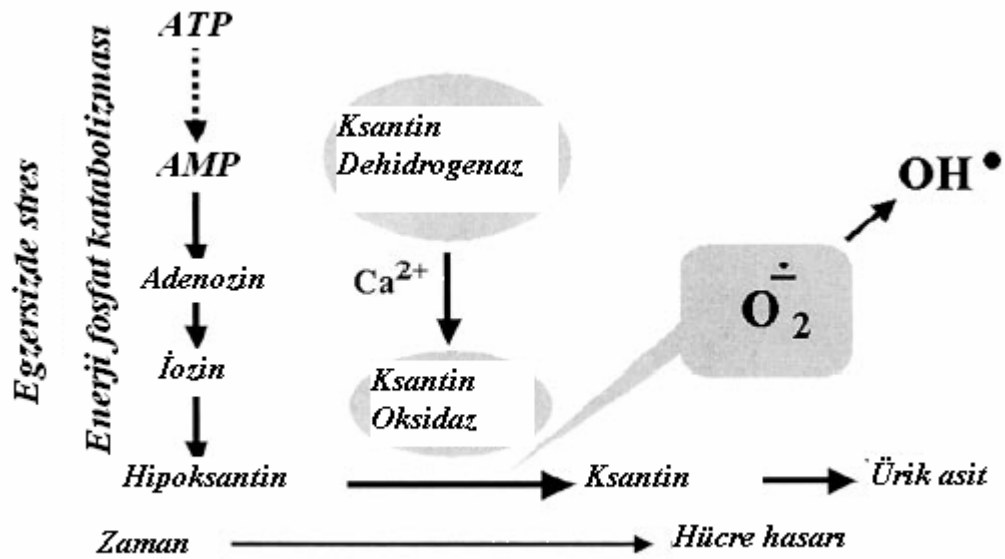 Egzersizde stres
Enerji fosfat katabolizması
ATP
AMP
Adenozin
İozin
Hipoksantin
Ksantin
Dehidrogenaz
Ca²⁺
Ksantin
Oksidaz
O₂∸
OH•
Ksantin
Ürik asit
Zaman
Hücre hasarı